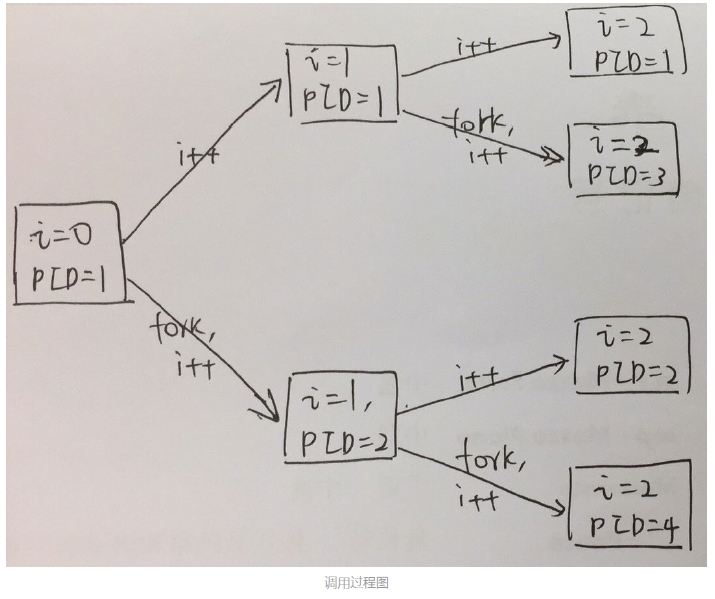 i=0
PID=1
i++
fork,
i++
i=1
PID=1
i++
fork,
i++
i=1,
PID=2
i++
fork,
i++
i=2
PID=1
i=2
PID=3
i=2
PID=2
i=2
PID=4
调用过程图